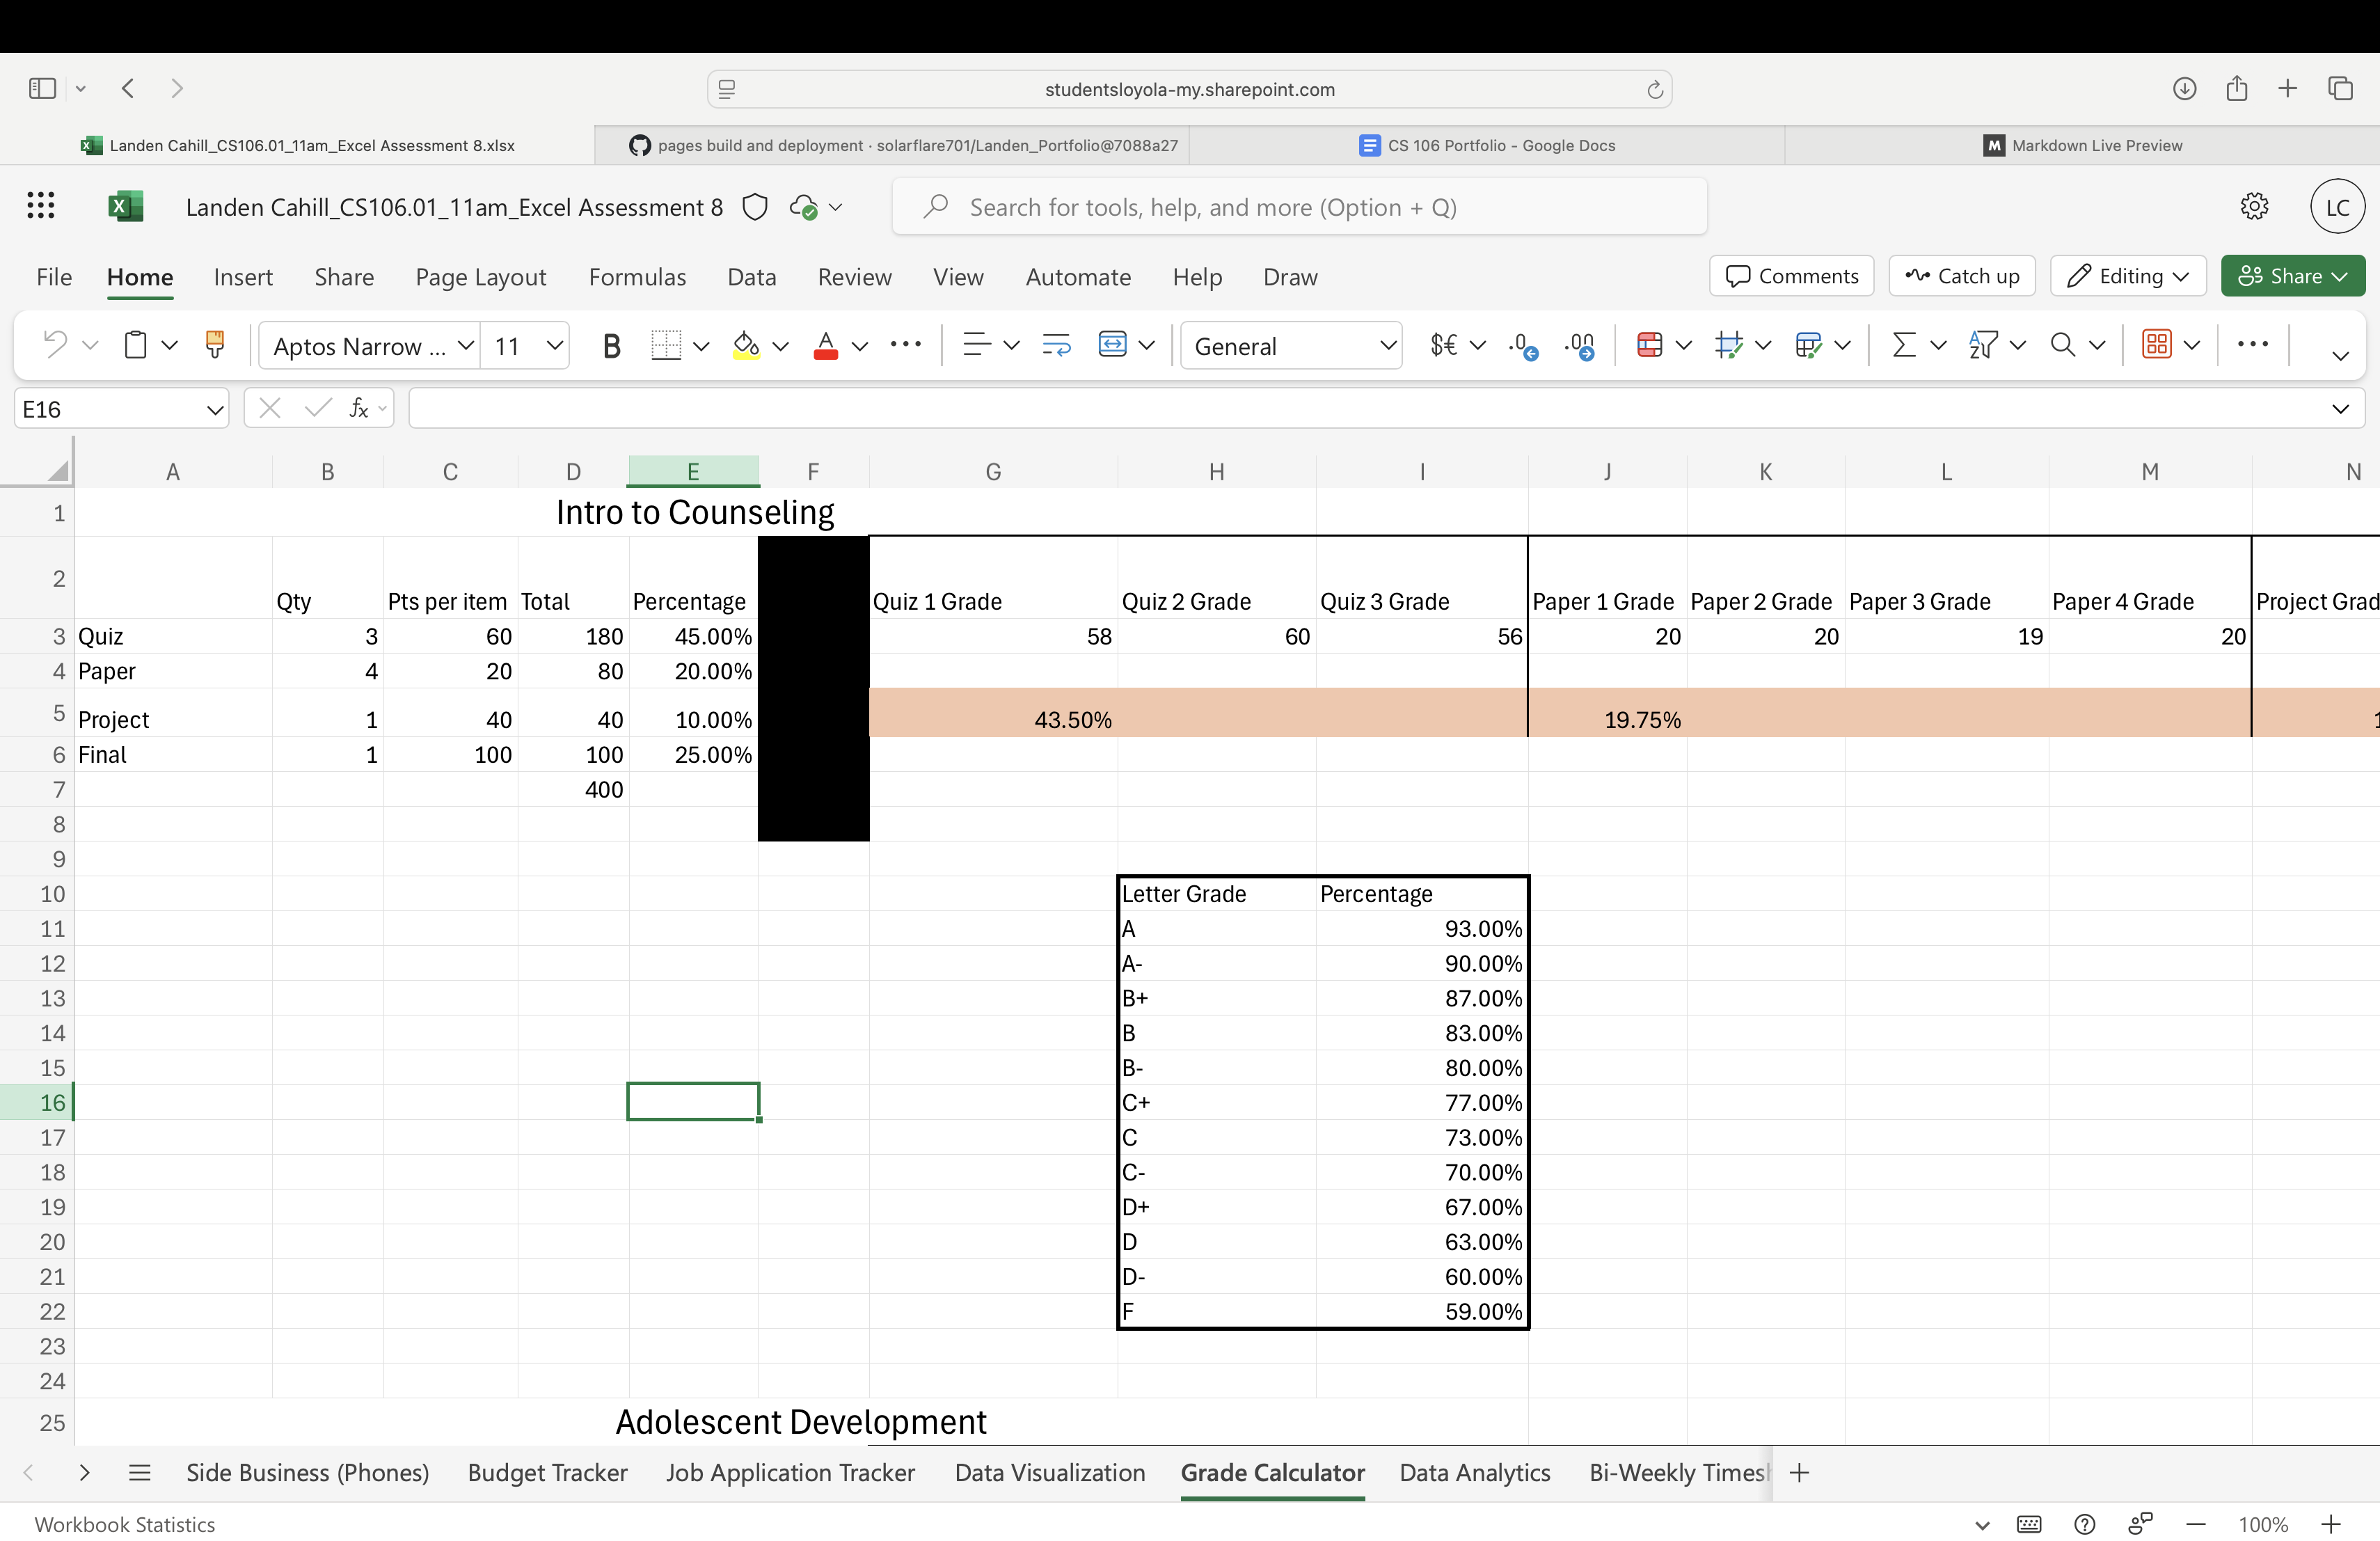 studentsloyola-my.sharepoint.com
Landen Cahill_CS106.01_11am_Excel Assessment 8.xlsx
pages build and deployment · solarflare701/Landen_Portfolio@7088a27
CS 106 Portfolio - Google Docs
M Markdown Live Preview
X Landen Cahill_CS106.01_11am_Excel Assessment 8
Search for tools, help, and more (Option + Q)
LC
File Home Insert Share Page Layout Formulas Data Review View Automate Help Draw
Comments Catch up Editing Share
Aptos Narrow ... 11 B A General $€ .0 .00
E16 fx
A B C D E F G H I J K L M N
1 Intro to Counseling
2 Qty Pts per item Total Percentage Quiz 1 Grade Quiz 2 Grade Quiz 3 Grade Paper 1 Grade Paper 2 Grade Paper 3 Grade Paper 4 Grade Project Grad
3 Quiz 3 60 180 45.00% 58 60 56 20 20 19 20
4 Paper 4 20 80 20.00%
5 Project 1 40 40 10.00% 43.50% 19.75% 1
6 Final 1 100 100 25.00%
7 400
8
9
10 Letter Grade Percentage
11 A 93.00%
12 A- 90.00%
13 B+ 87.00%
14 B 83.00%
15 B- 80.00%
16 C+ 77.00%
17 C 73.00%
18 C- 70.00%
19 D+ 67.00%
20 D 63.00%
21 D- 60.00%
22 F 59.00%
23
24
25 Adolescent Development
Side Business (Phones) Budget Tracker Job Application Tracker Data Visualization Grade Calculator Data Analytics Bi-Weekly Timesh
Workbook Statistics 100%